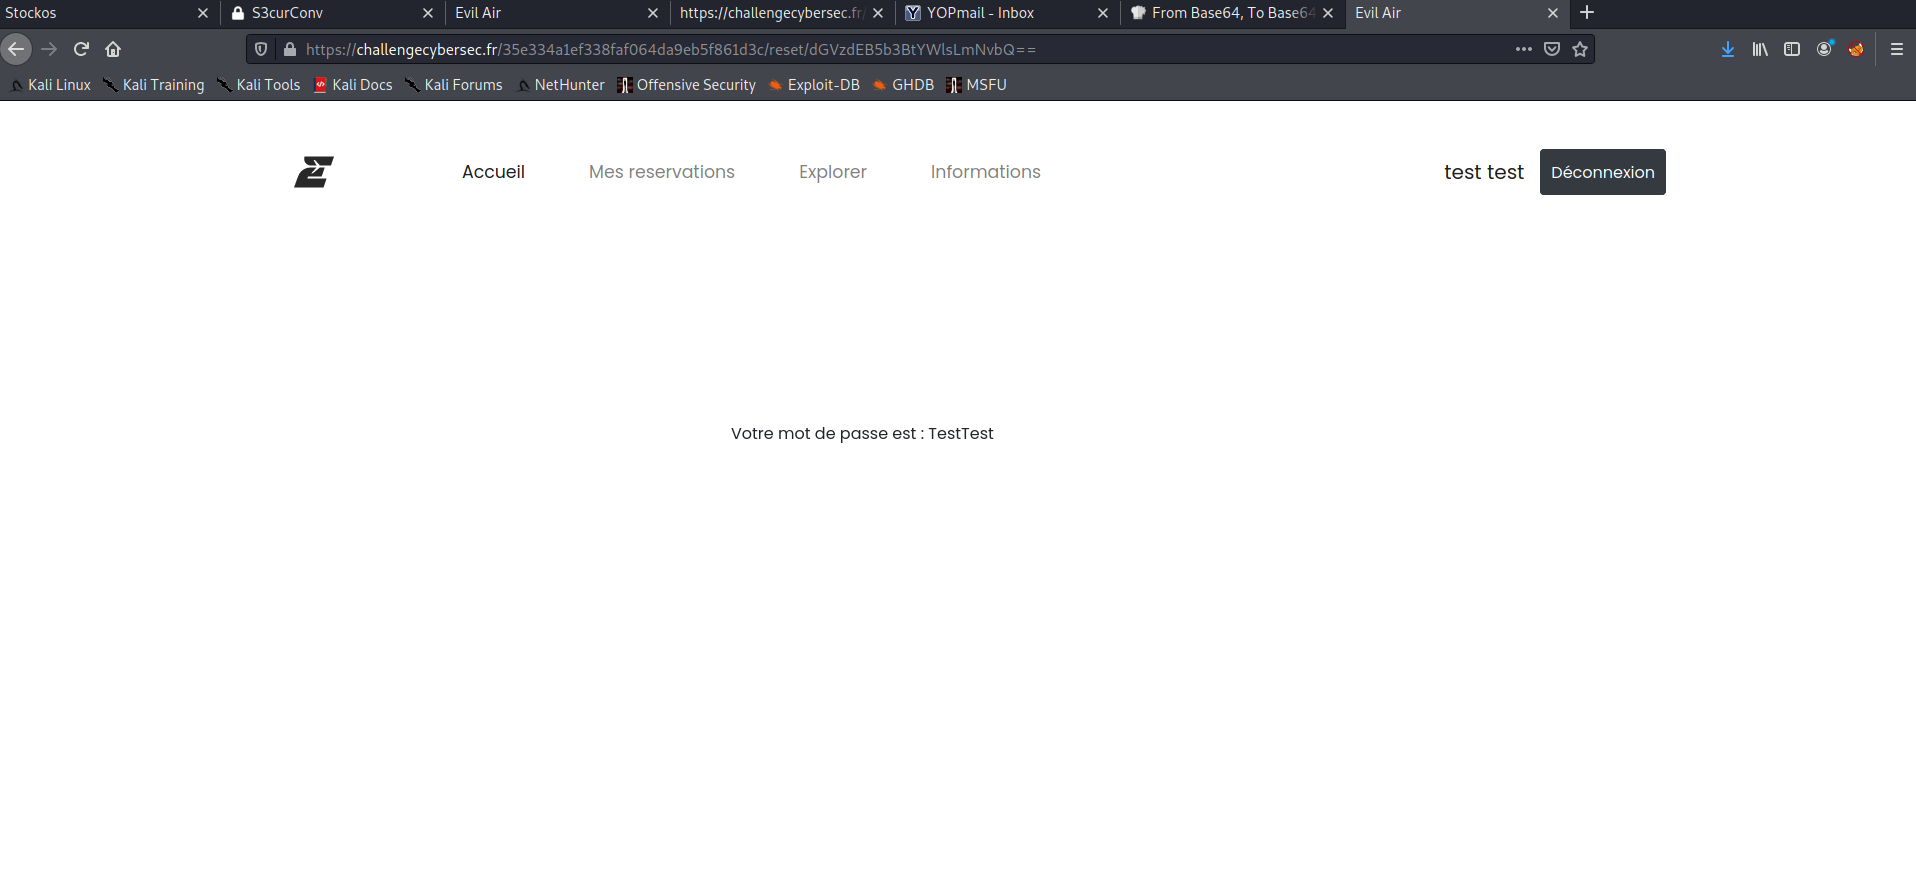 Stockos
S3curConv
Evil Air
https://challengecybersec.fr/
YOPmail - Inbox
From Base64, To Base64
Evil Air
https://challengecybersec.fr/35e334a1ef338faf064da9eb5f861d3c/reset/dGVzdEB5b3BtYWlsLmNvbQ==
Kali Linux
Kali Training
Kali Tools
Kali Docs
Kali Forums
NetHunter
Offensive Security
Exploit-DB
GHDB
MSFU
Accueil
Mes reservations
Explorer
Informations
test test
Déconnexion
Votre mot de passe est : TestTest